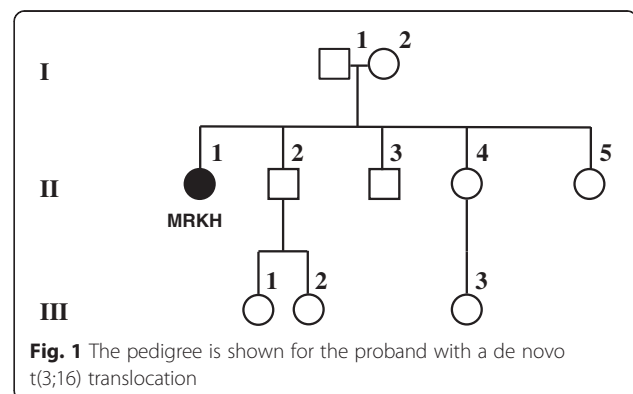 1 2
I
1 2 3 4 5
II
MRKH
1 2 3
III
Fig. 1 The pedigree is shown for the proband with a de novo
t(3;16) translocation